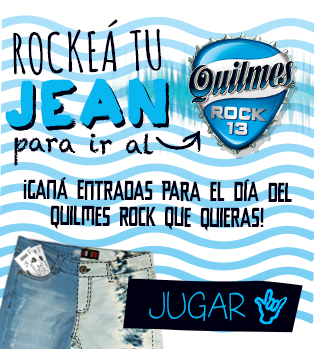 ROCKEÁ TU
JEAN
para ir al
Quilmes
ROCK
13
¡GANÁ ENTRADAS PARA EL DÍA DEL
QUILMES ROCK QUE QUIERAS!
JUGAR